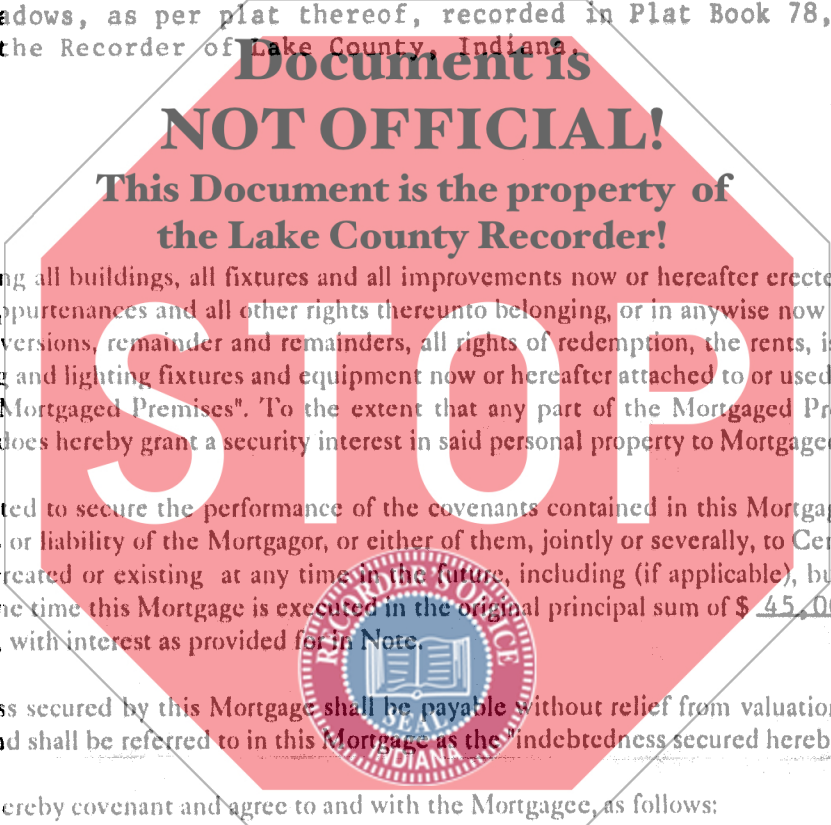 adows, as per plat thereof, recorded in Plat Book 78,
the Recorder of Lake County, Indiana.
Document is
NOT OFFICIAL!
This Document is the property of
the Lake County Recorder!
ng all buildings, all fixtures and all improvements now or hereafter erecte
ppurtenances and all other rights thereunto belonging, or in anywise now
versions, remainder and remainders, all rights of redemption, the rents, is
g and lighting fixtures and equipment now or hereafter attached to or used
Mortgaged Premises". To the extent that any part of the Mortgaged Pr
does hereby grant a security interest in said personal property to Mortgagee
STOP
ted to secure the performance of the covenants contained in this Mortgag
or liability of the Mortgagor, or either of them, jointly or severally, to Cen
reated or existing at any time in the future, including (if applicable), bu
ne time this Mortgage is executed in the original principal sum of $ 45,00
, with interest as provided for in Note.
RECORDER'S OFFICE
SEAL
INDIANA
ss secured by this Mortgage shall be payable without relief from valuation
nd shall be referred to in this Mortgage as the "indebtedness secured hereb
ereby covenant and agree to and with the Mortgagee, as follows: